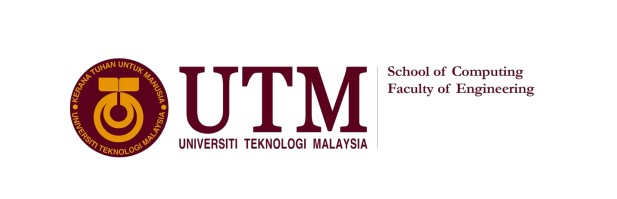 KERANA TUHAN UNTUK MANUSIA
UNIVERSITI TEKNOLOGI MALAYSIA
UTM
UNIVERSITI TEKNOLOGI MALAYSIA
School of Computing
Faculty of Engineering